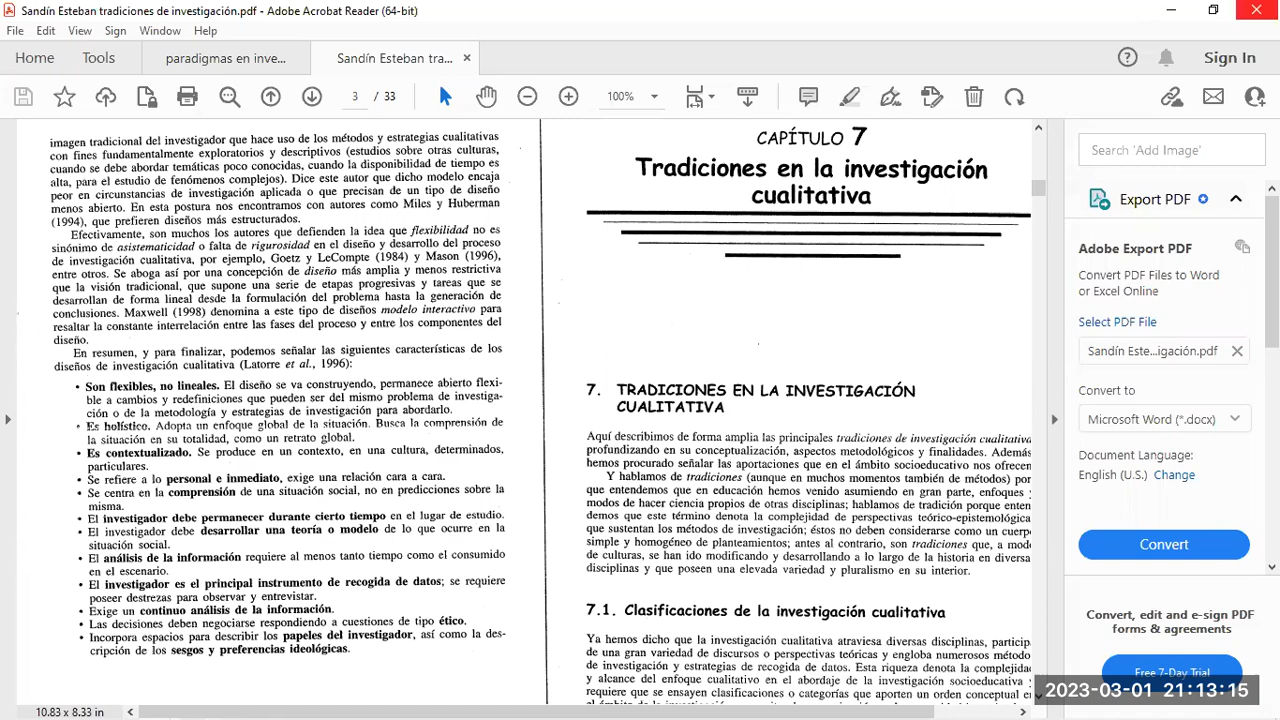 Sandín Esteban tradiciones de investigación.pdf - Adobe Acrobat Reader (64-bit)
File Edit View Sign Window Help
Home Tools paradigmas en inve... Sandín Esteban tra... ×
Sign In
3 / 33
100%
imagen tradicional del investigador que hace uso de los métodos y estrategias cualitativas
con fines fundamentalmente exploratorios y descriptivos (estudios sobre otras culturas,
cuando se debe abordar temáticas poco conocidas, cuando la disponibilidad de tiempo es
alta, para el estudio de fenómenos complejos). Dice este autor que dicho modelo encaja
peor en circunstancias de investigación aplicada o que precisan de un tipo de diseño
menos abierto. En esta postura nos encontramos con autores como Miles y Huberman
(1994), que prefieren diseños más estructurados.
Efectivamente, son muchos los autores que defienden la idea que flexibilidad no es
sinónimo de asistematicidad o falta de rigurosidad en el diseño y desarrollo del proceso
de investigación cualitativa, por ejemplo, Goetz y LeCompte (1984) y Mason (1996),
entre otros. Se aboga así por una concepción de diseño más amplia y menos restrictiva
que la visión tradicional, que supone una serie de etapas progresivas y tareas que se
desarrollan de forma lineal desde la formulación del problema hasta la generación de
conclusiones. Maxwell (1998) denomina a este tipo de diseños modelo interactivo para
resaltar la constante interrelación entre las fases del proceso y entre los componentes del
diseño.
En resumen, y para finalizar, podemos señalar las siguientes características de los
diseños de investigación cualitativa (Latorre et al., 1996):
• Son flexibles, no lineales. El diseño se va construyendo, permanece abierto flexi-
ble a cambios y redefiniciones que pueden ser del mismo problema de investiga-
ción o de la metodología y estrategias de investigación para abordarlo.
• Es holístico. Adopta un enfoque global de la situación. Busca la comprensión de
la situación en su totalidad, como un retrato global.
• Es contextualizado. Se produce en un contexto, en una cultura, determinados,
particulares.
• Se refiere a lo personal e inmediato, exige una relación cara a cara.
• Se centra en la comprensión de una situación social, no en predicciones sobre la
misma.
• El investigador debe permanecer durante cierto tiempo en el lugar de estudio.
• El investigador debe desarrollar una teoría o modelo de lo que ocurre en la
situación social.
• El análisis de la información requiere al menos tanto tiempo como el consumido
en el escenario.
• El investigador es el principal instrumento de recogida de datos; se requiere
poseer destrezas para observar y entrevistar.
• Exige un continuo análisis de la información.
• Las decisiones deben negociarse respondiendo a cuestiones de tipo ético.
• Incorpora espacios para describir los papeles del investigador, así como la des-
cripción de los sesgos y preferencias ideológicas.
CAPÍTULO 7
Tradiciones en la investigación
cualitativa
7. TRADICIONES EN LA INVESTIGACIÓN
CUALITATIVA
Aquí describimos de forma amplia las principales tradiciones de investigación cualitativa
profundizando en su conceptualización, aspectos metodológicos y finalidades. Además
hemos procurado señalar las aportaciones que en el ámbito socioeducativo nos ofrecen
Y hablamos de tradiciones (aunque en muchos momentos también de métodos) por
que entendemos que en educación hemos venido asumiendo en gran parte, enfoques y
modos de hacer ciencia propios de otras disciplinas; hablamos de tradición porque enten
demos que este término denota la complejidad de perspectivas teórico-epistemológica
que sustentan los métodos de investigación; éstos no deben considerarse como un cuerpo
simple y homogéneo de planteamientos; antes al contrario, son tradiciones que, a modo
de culturas, se han ido modificando y desarrollando a lo largo de la historia en diversa
disciplinas y que poseen una elevada variedad y pluralismo en su interior.
7.1. Clasificaciones de la investigación cualitativa
Ya hemos dicho que la investigación cualitativa atraviesa diversas disciplinas, particip
de una gran variedad de discursos o perspectivas teóricas y engloba numerosos método
de investigación y estrategias de recogida de datos. Esta riqueza denota la complejidad
y alcance del enfoque cualitativo en el abordaje de la investigación socioeducativa y
requiere que se ensayen clasificaciones o categorías que aporten un orden conceptual en
Search 'Add Image'
Export PDF
Adobe Export PDF
Convert PDF Files to Word
or Excel Online
Select PDF File
Sandín Este...igación.pdf ×
Convert to
Microsoft Word (*.docx)
Document Language:
English (U.S.) Change
Convert
Convert, edit and e-sign PDF
forms & agreements
Free 7-Day Trial
2023-03-01 21:13:15
10.83 x 8.33 in